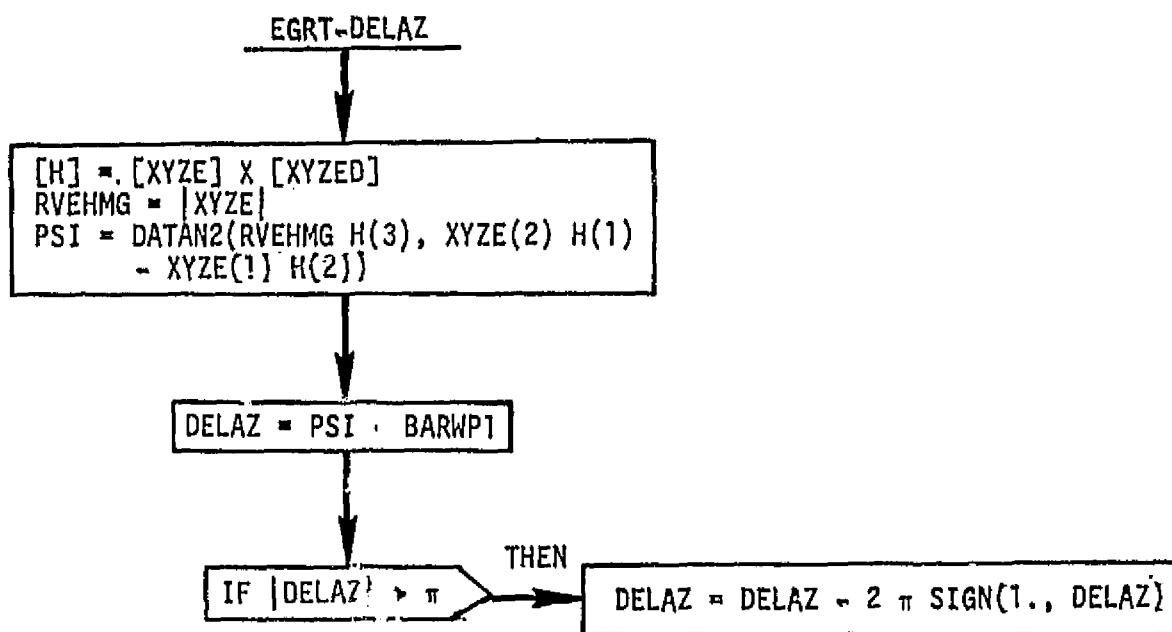 EGRT-DELAZ
[H] = [XYZE] X [XYZED]
RVEHMG = |XYZE|
PSI = DATAN2(RVEHMG H(3), XYZE(2) H(1)
- XYZE(1) H(2))
DELAZ = PSI - BARWP1
IF |DELAZ| > π
THEN
DELAZ = DELAZ - 2 π SIGN(1., DELAZ)